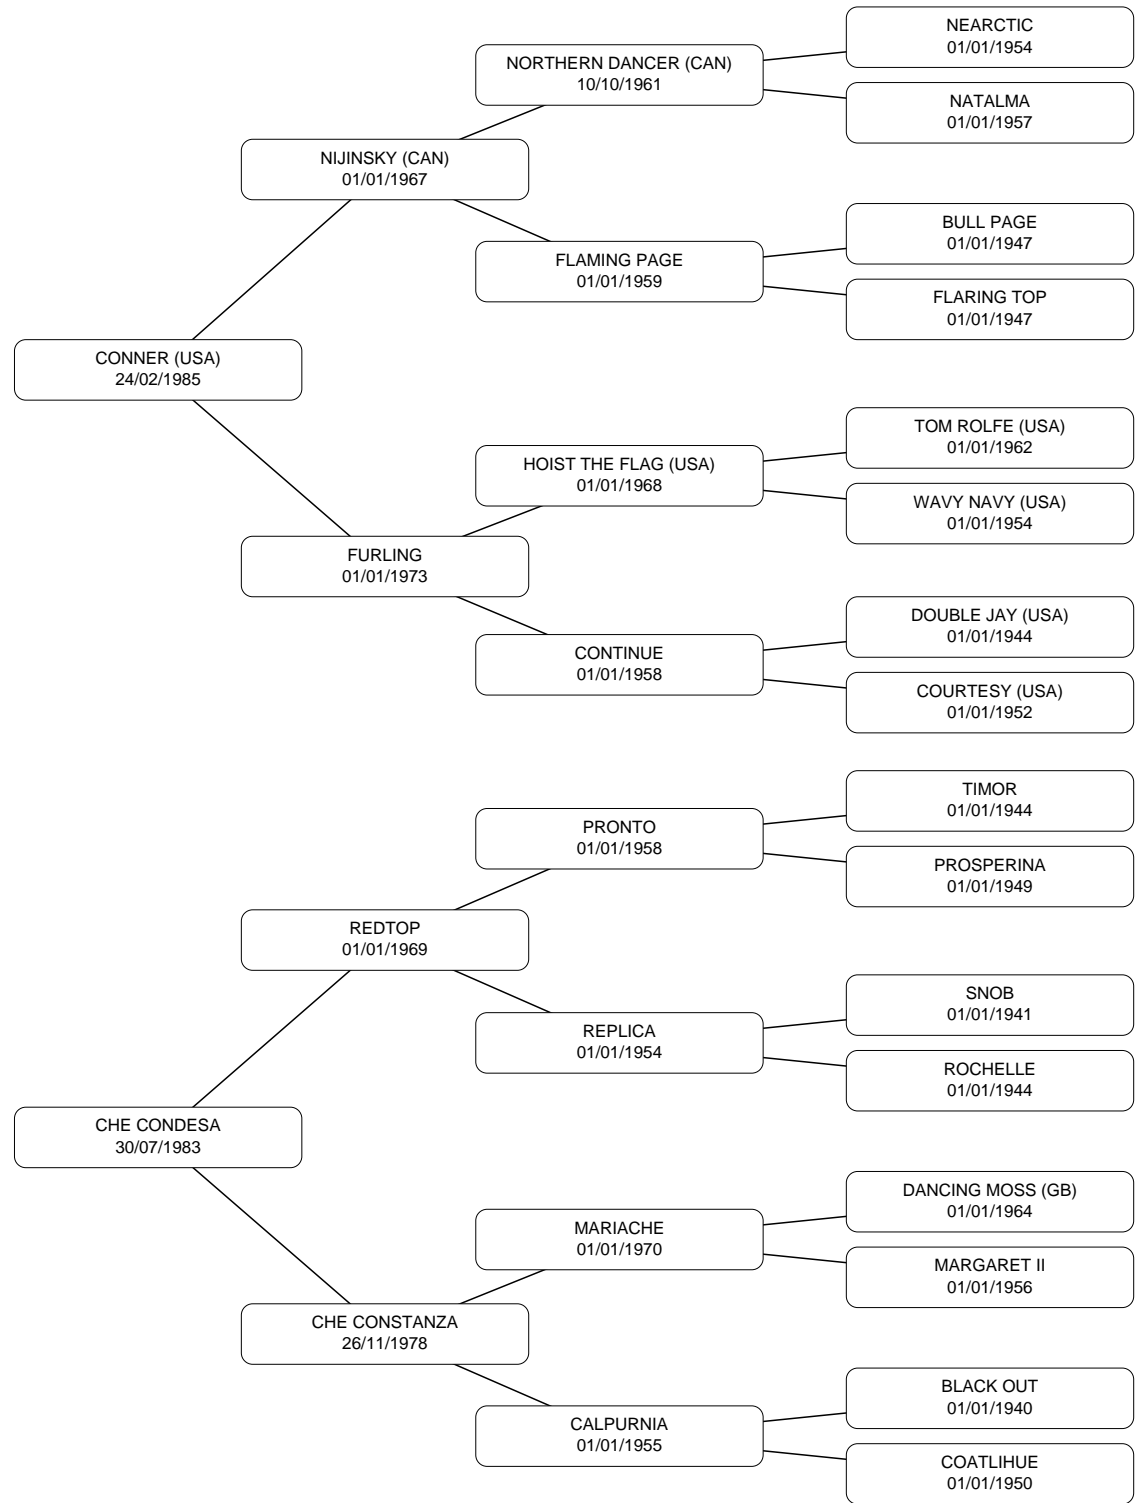 NEARCTIC
01/01/1954
NORTHERN DANCER (CAN)
10/10/1961
NATALMA
01/01/1957
NIJINSKY (CAN)
01/01/1967
BULL PAGE
01/01/1947
FLAMING PAGE
01/01/1959
FLARING TOP
01/01/1947
CONNER (USA)
24/02/1985
TOM ROLFE (USA)
01/01/1962
HOIST THE FLAG (USA)
01/01/1968
WAVY NAVY (USA)
01/01/1954
FURLING
01/01/1973
DOUBLE JAY (USA)
01/01/1944
CONTINUE
01/01/1958
COURTESY (USA)
01/01/1952
TIMOR
01/01/1944
PRONTO
01/01/1958
PROSPERINA
01/01/1949
REDTOP
01/01/1969
SNOB
01/01/1941
REPLICA
01/01/1954
ROCHELLE
01/01/1944
CHE CONDESA
30/07/1983
DANCING MOSS (GB)
01/01/1964
MARIACHE
01/01/1970
MARGARET II
01/01/1956
CHE CONSTANZA
26/11/1978
BLACK OUT
01/01/1940
CALPURNIA
01/01/1955
COATLIHUE
01/01/1950